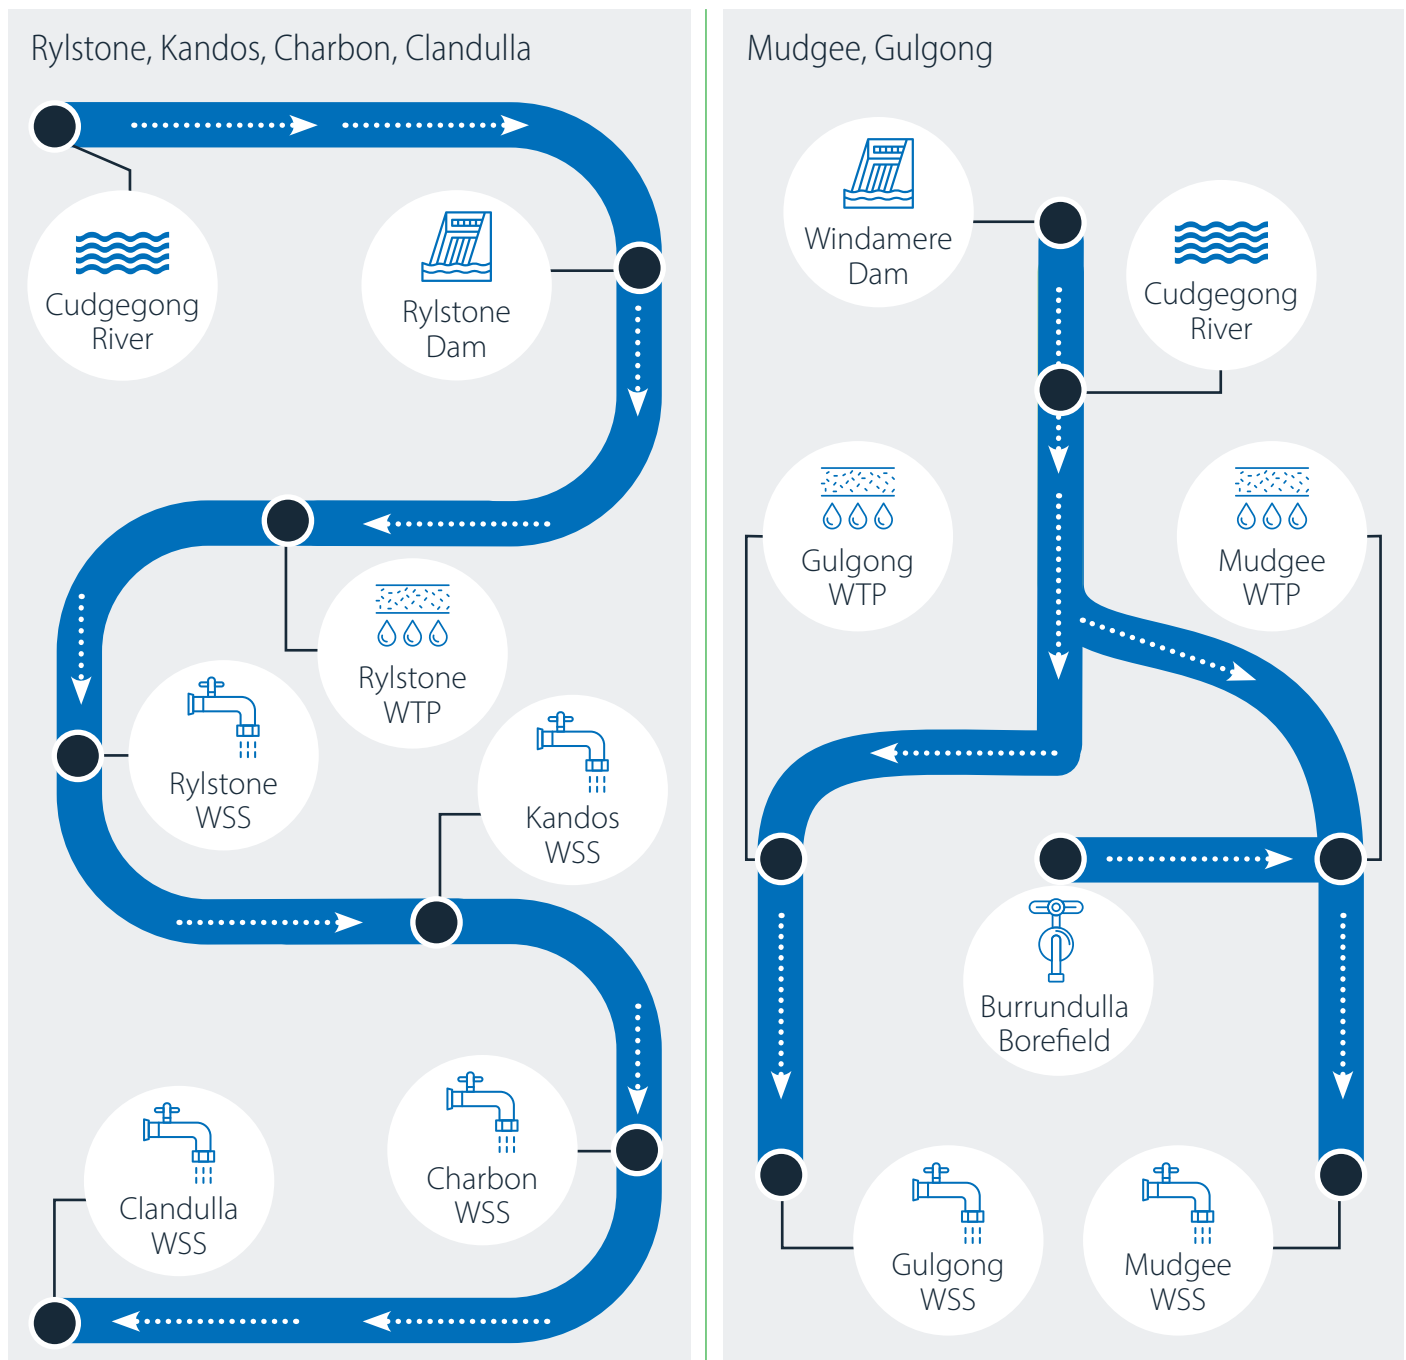 Rylstone, Kandos, Charbon, Clandulla
Cudgegong
River
Rylstone
Dam
Rylstone
WTP
Rylstone
WSS
Kandos
WSS
Charbon
WSS
Clandulla
WSS
Mudgee, Gulgong
Windamere
Dam
Cudgegong
River
Gulgong
WTP
Mudgee
WTP
Burrundulla
Borefield
Gulgong
WSS
Mudgee
WSS